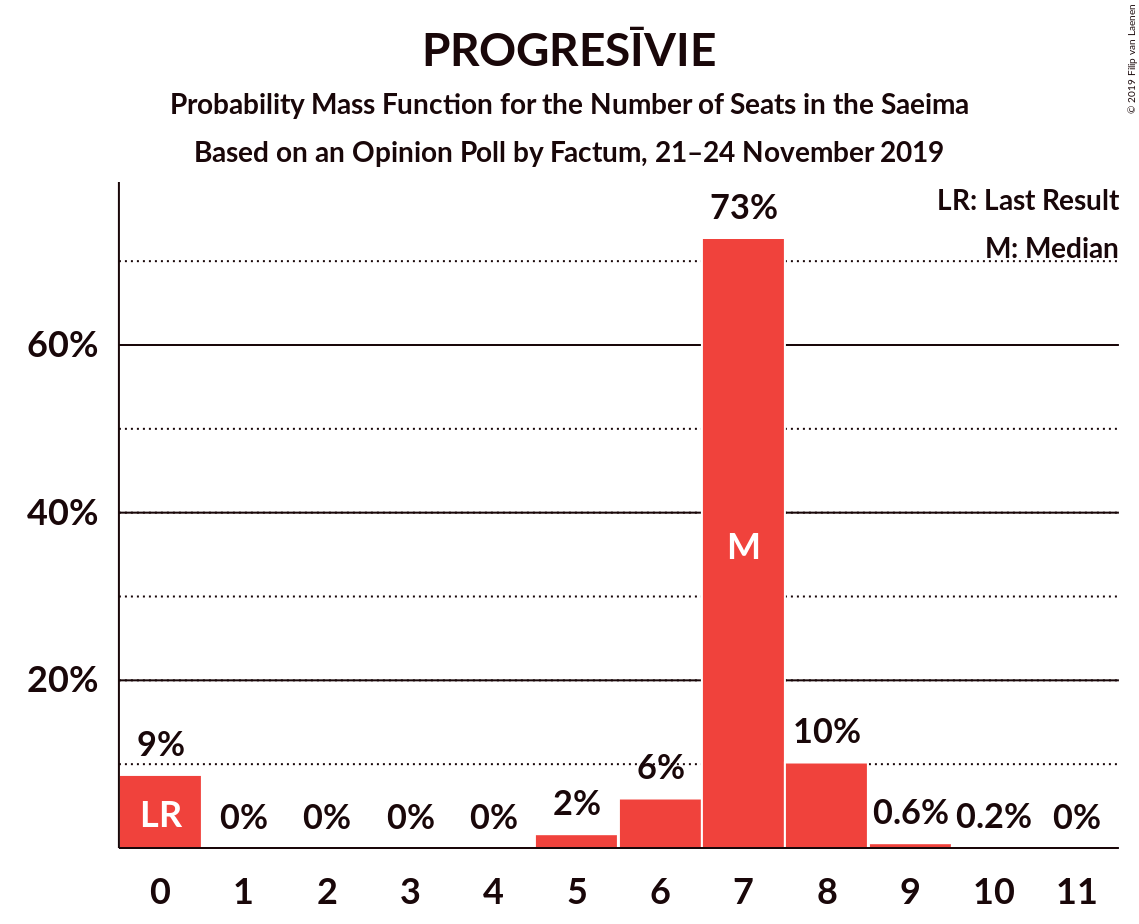 PROGRESĪVIE
Probability Mass Function for the Number of Seats in the Saeima
Based on an Opinion Poll by Factum, 21–24 November 2019
© 2019 Filip van Laenen
LR: Last Result
M: Median
73%
60%
40%
20%
M
9%
LR
0%
0%
0%
0%
2%
6%
10%
0.6%
0.2%
0%
0 1 2 3 4 5 6 7 8 9 10 11